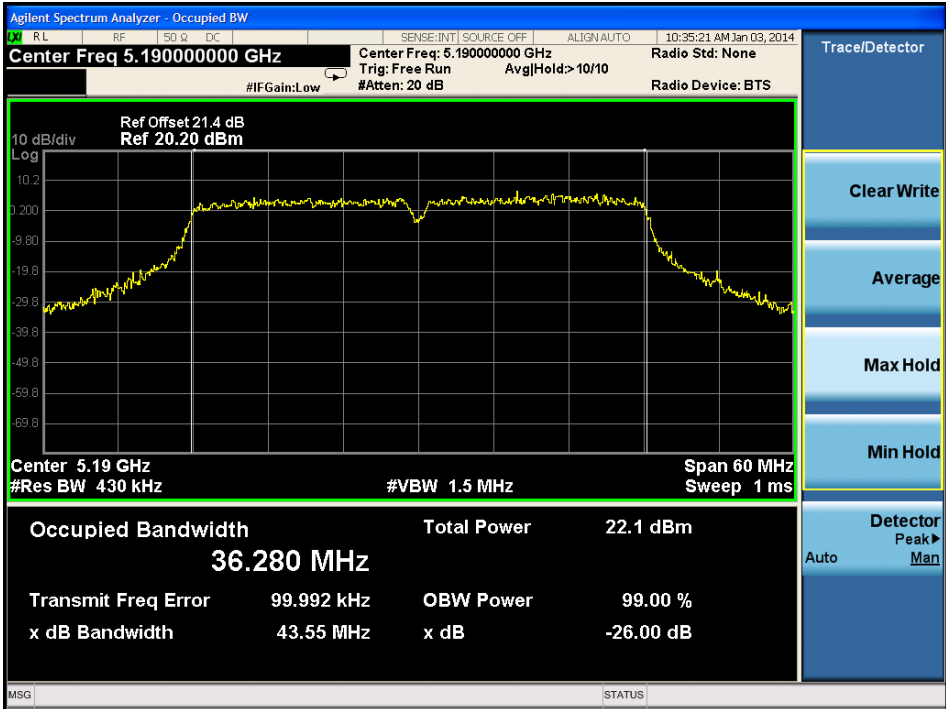 Agilent Spectrum Analyzer - Occupied BW
LXI RL RF 50 Ω DC SENSE:INT SOURCE OFF ALIGN AUTO 10:35:21 AM Jan 03, 2014
Center Freq 5.190000000 GHz
Center Freq: 5.190000000 GHz Radio Std: None
Trig: Free Run Avg|Hold:>10/10
#IFGain:Low #Atten: 20 dB Radio Device: BTS
Trace/Detector
Ref Offset 21.4 dB
10 dB/div Ref 20.20 dBm
Log
10.2
0.200
-9.80
-19.8
-29.8
-39.8
-49.8
-59.8
-69.8
Center 5.19 GHz Span 60 MHz
#Res BW 430 kHz #VBW 1.5 MHz Sweep 1 ms
Clear Write
Average
Max Hold
Min Hold
Detector
Peak▶
Auto Man
Occupied Bandwidth Total Power 22.1 dBm
36.280 MHz
Transmit Freq Error 99.992 kHz OBW Power 99.00 %
x dB Bandwidth 43.55 MHz x dB -26.00 dB
MSG STATUS